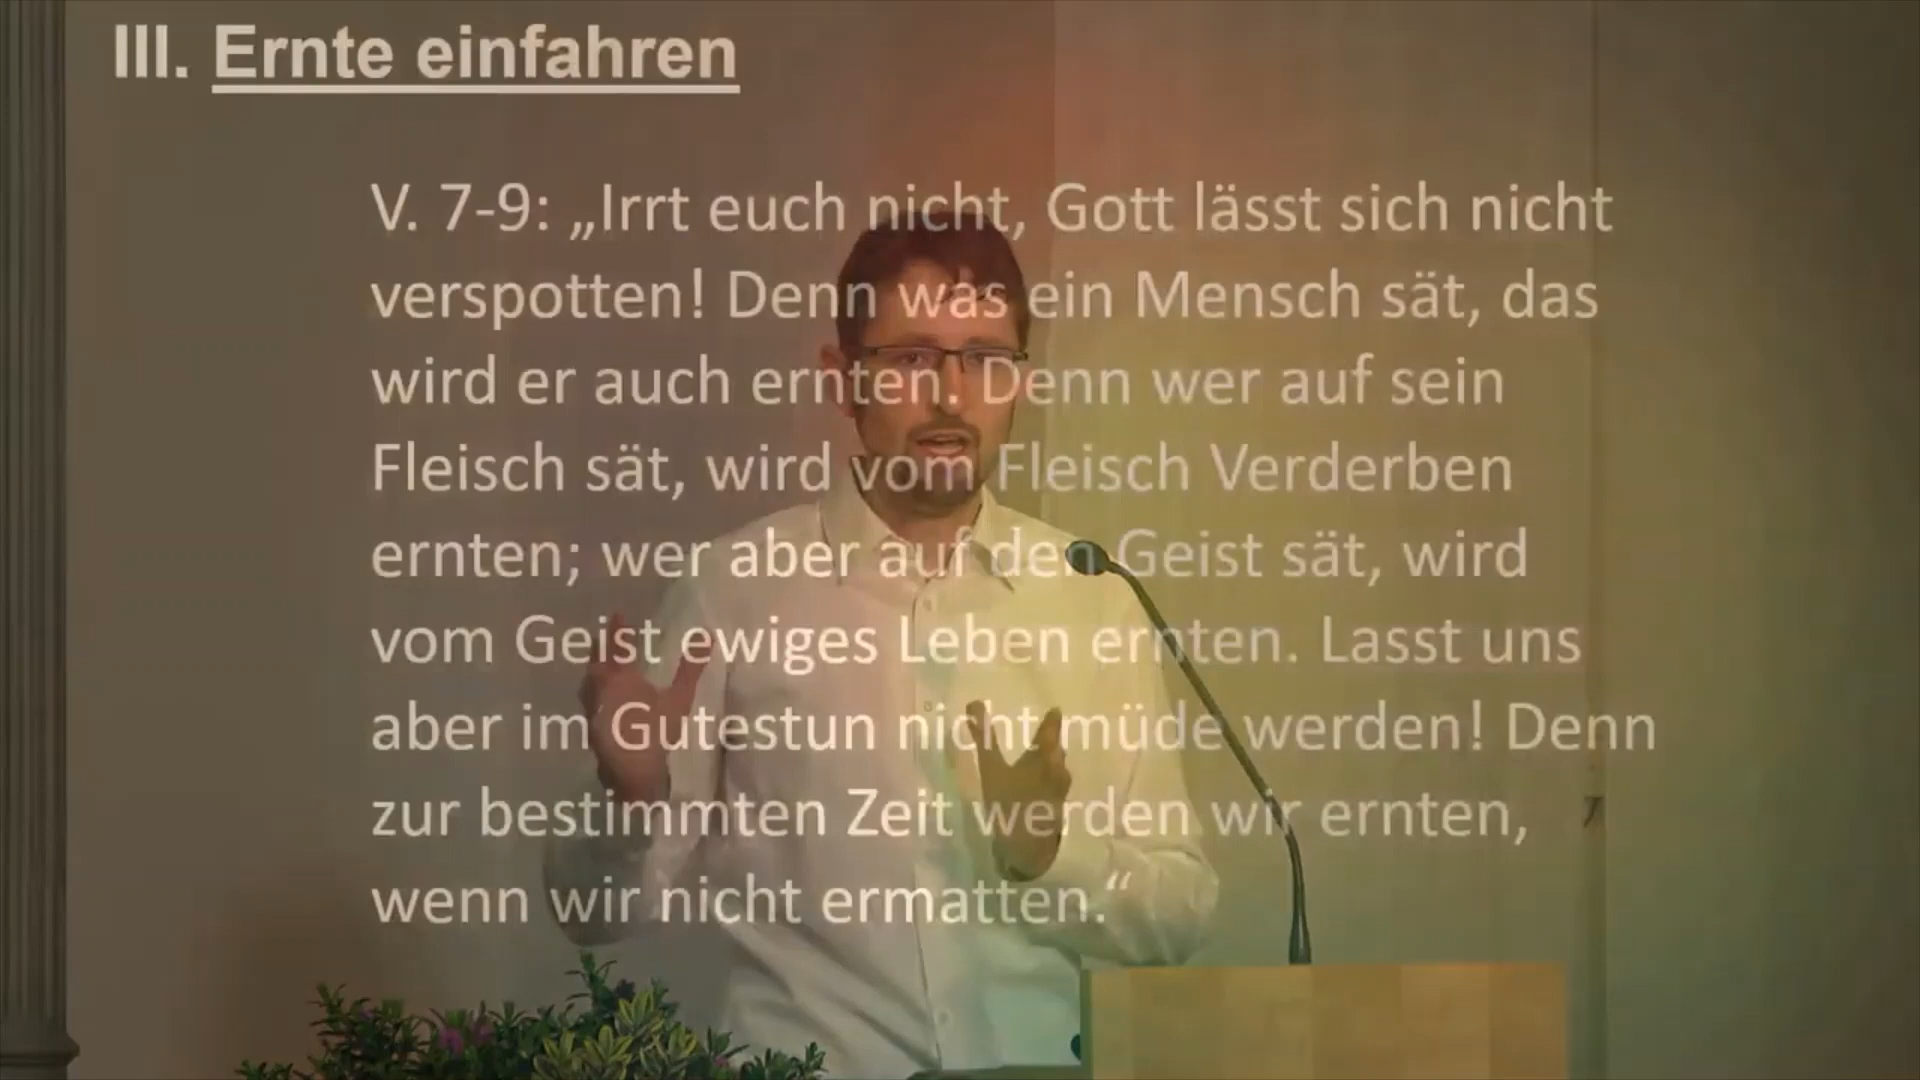 III. Ernte einfahren
V. 7-9: „Irrt euch nicht, Gott lässt sich nicht
verspotten! Denn was ein Mensch sät, das
wird er auch ernten. Denn wer auf sein
Fleisch sät, wird vom Fleisch Verderben
ernten; wer aber auf den Geist sät, wird
vom Geist ewiges Leben ernten. Lasst uns
aber im Gutestun nicht müde werden! Denn
zur bestimmten Zeit werden wir ernten,
wenn wir nicht ermatten.“